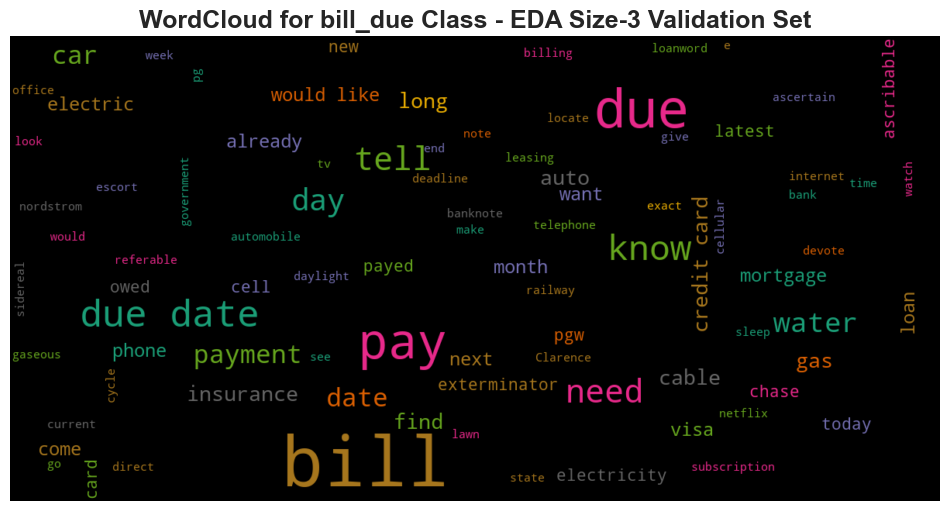 WordCloud for bill_due Class - EDA Size-3 Validation Set
car
week
new
billing
loanword
e
ascribable
pg
office
electric
would like
long
due
ascertain
locate
latest
look
already
note
give
tell
end
tv
leasing
government
deadline
auto
internet
time
watch
escort
day
want
bank
nordstrom
banknote
exact
credit card
cellular
make
telephone
would
automobile
know
devote
referable
sidereal
daylight
payed
month
mortgage
owed
cell
railway
loan
due date
water
sleep
pay
pgw
gaseous
phone
payment
see
next
Clarence
gas
cycle
insurance
date
exterminator
need
cable
chase
find
netflix
current
lawn
visa
today
come
bill
go
card
direct
state
electricity
subscription